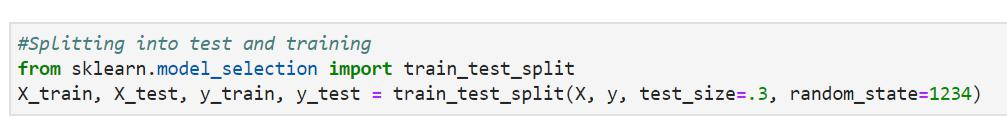 #Splitting into test and training
from sklearn.model_selection import train_test_split
X_train, X_test, y_train, y_test = train_test_split(X, y, test_size=.3, random_state=1234)